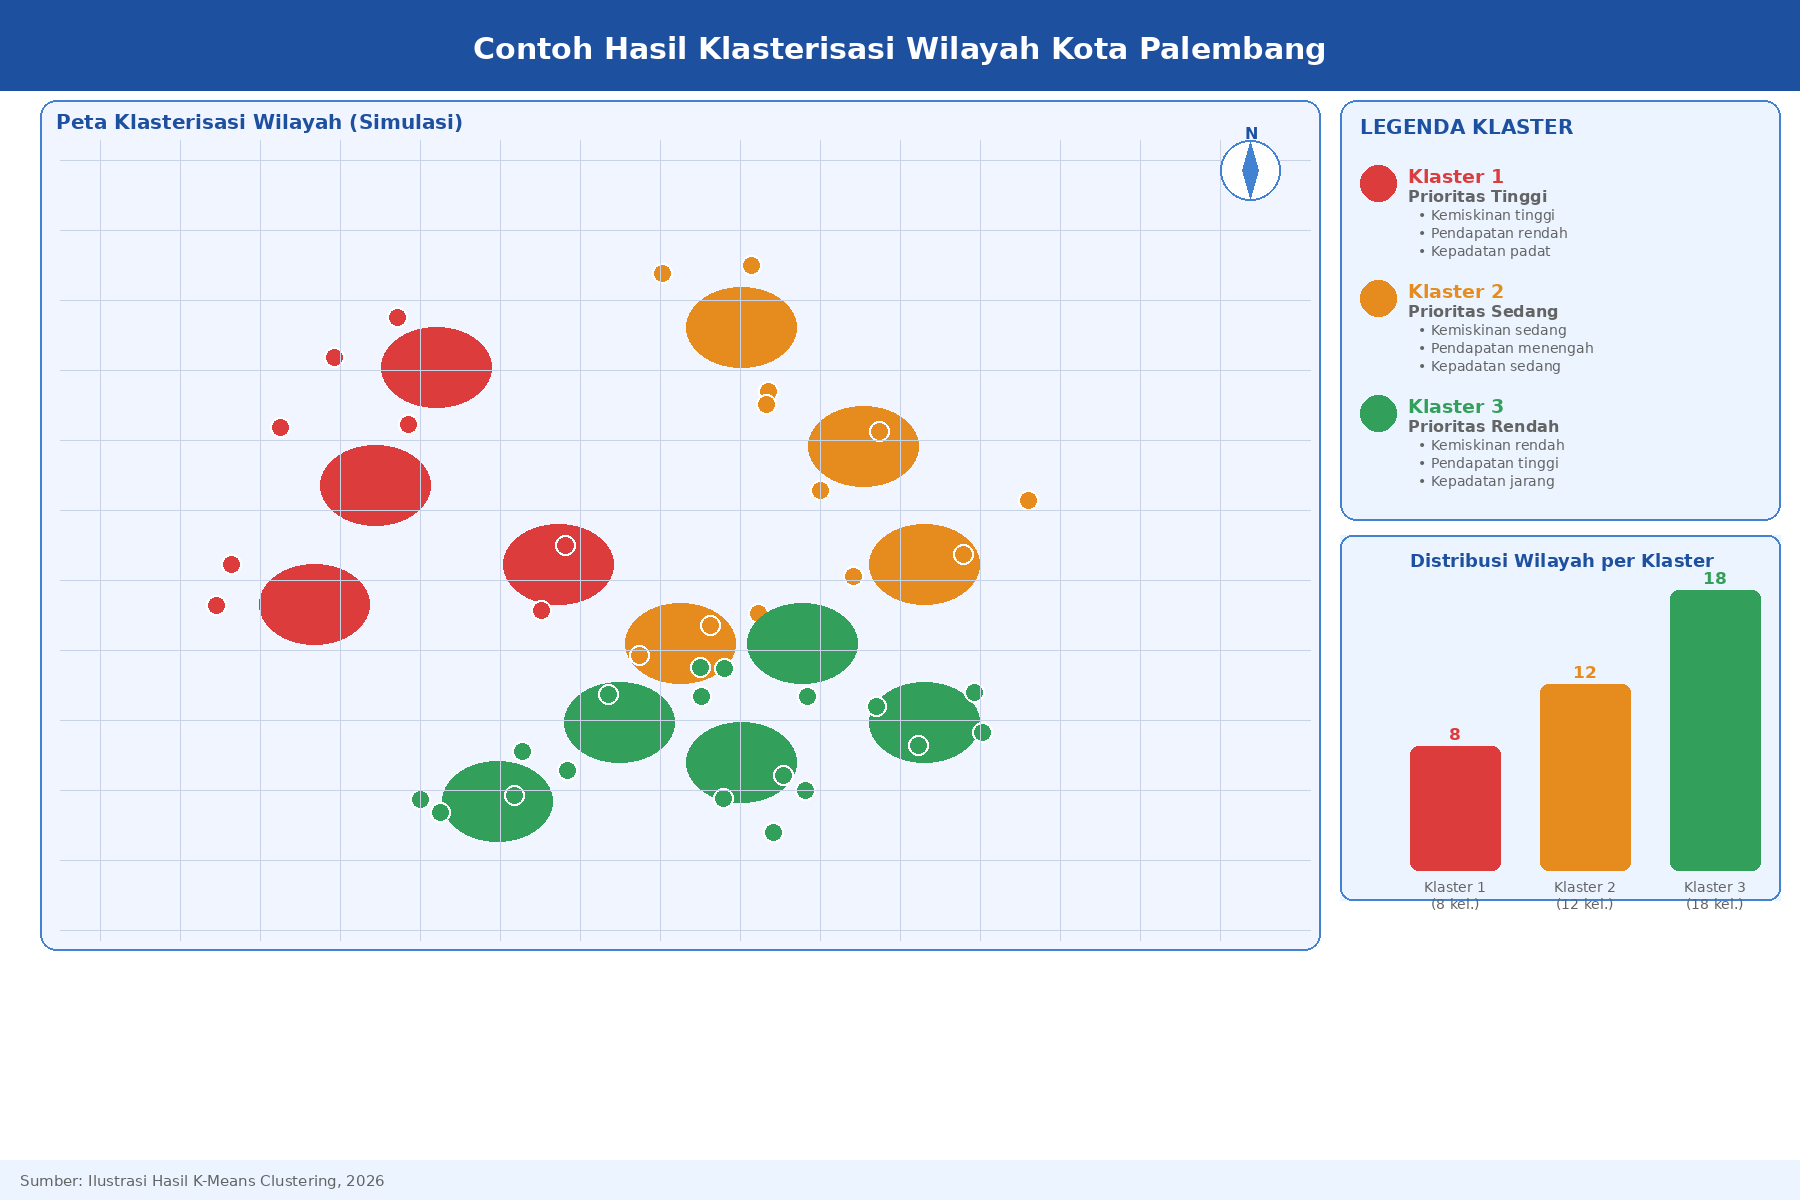 Contoh Hasil Klasterisasi Wilayah Kota Palembang
Peta Klasterisasi Wilayah (Simulasi)
N
LEGENDA KLASTER
Klaster 1
Prioritas Tinggi
• Kemiskinan tinggi
• Pendapatan rendah
• Kepadatan padat
Klaster 2
Prioritas Sedang
• Kemiskinan sedang
• Pendapatan menengah
• Kepadatan sedang
Klaster 3
Prioritas Rendah
• Kemiskinan rendah
• Pendapatan tinggi
• Kepadatan jarang
Distribusi Wilayah per Klaster
8
12
18
Klaster 1
(8 kel.)
Klaster 2
(12 kel.)
Klaster 3
(18 kel.)
Sumber: Ilustrasi Hasil K-Means Clustering, 2026